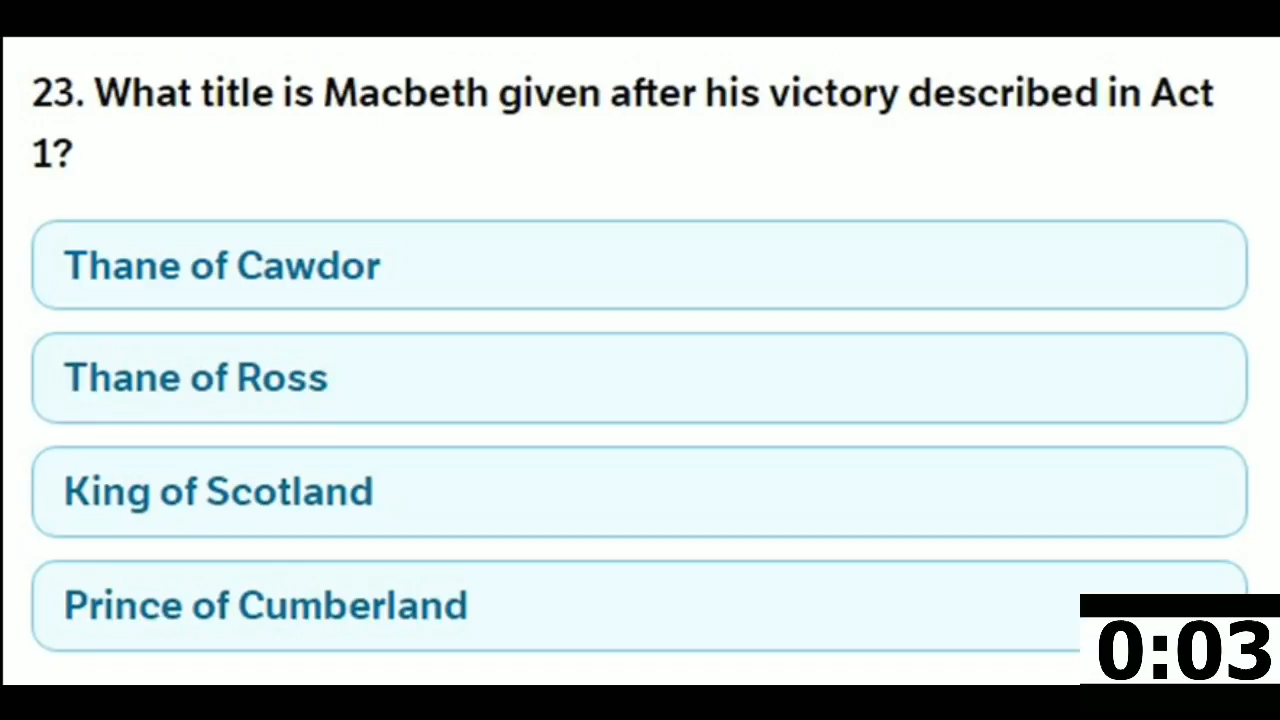 23. What title is Macbeth given after his victory described in Act
1?
Thane of Cawdor
Thane of Ross
King of Scotland
Prince of Cumberland
0:03